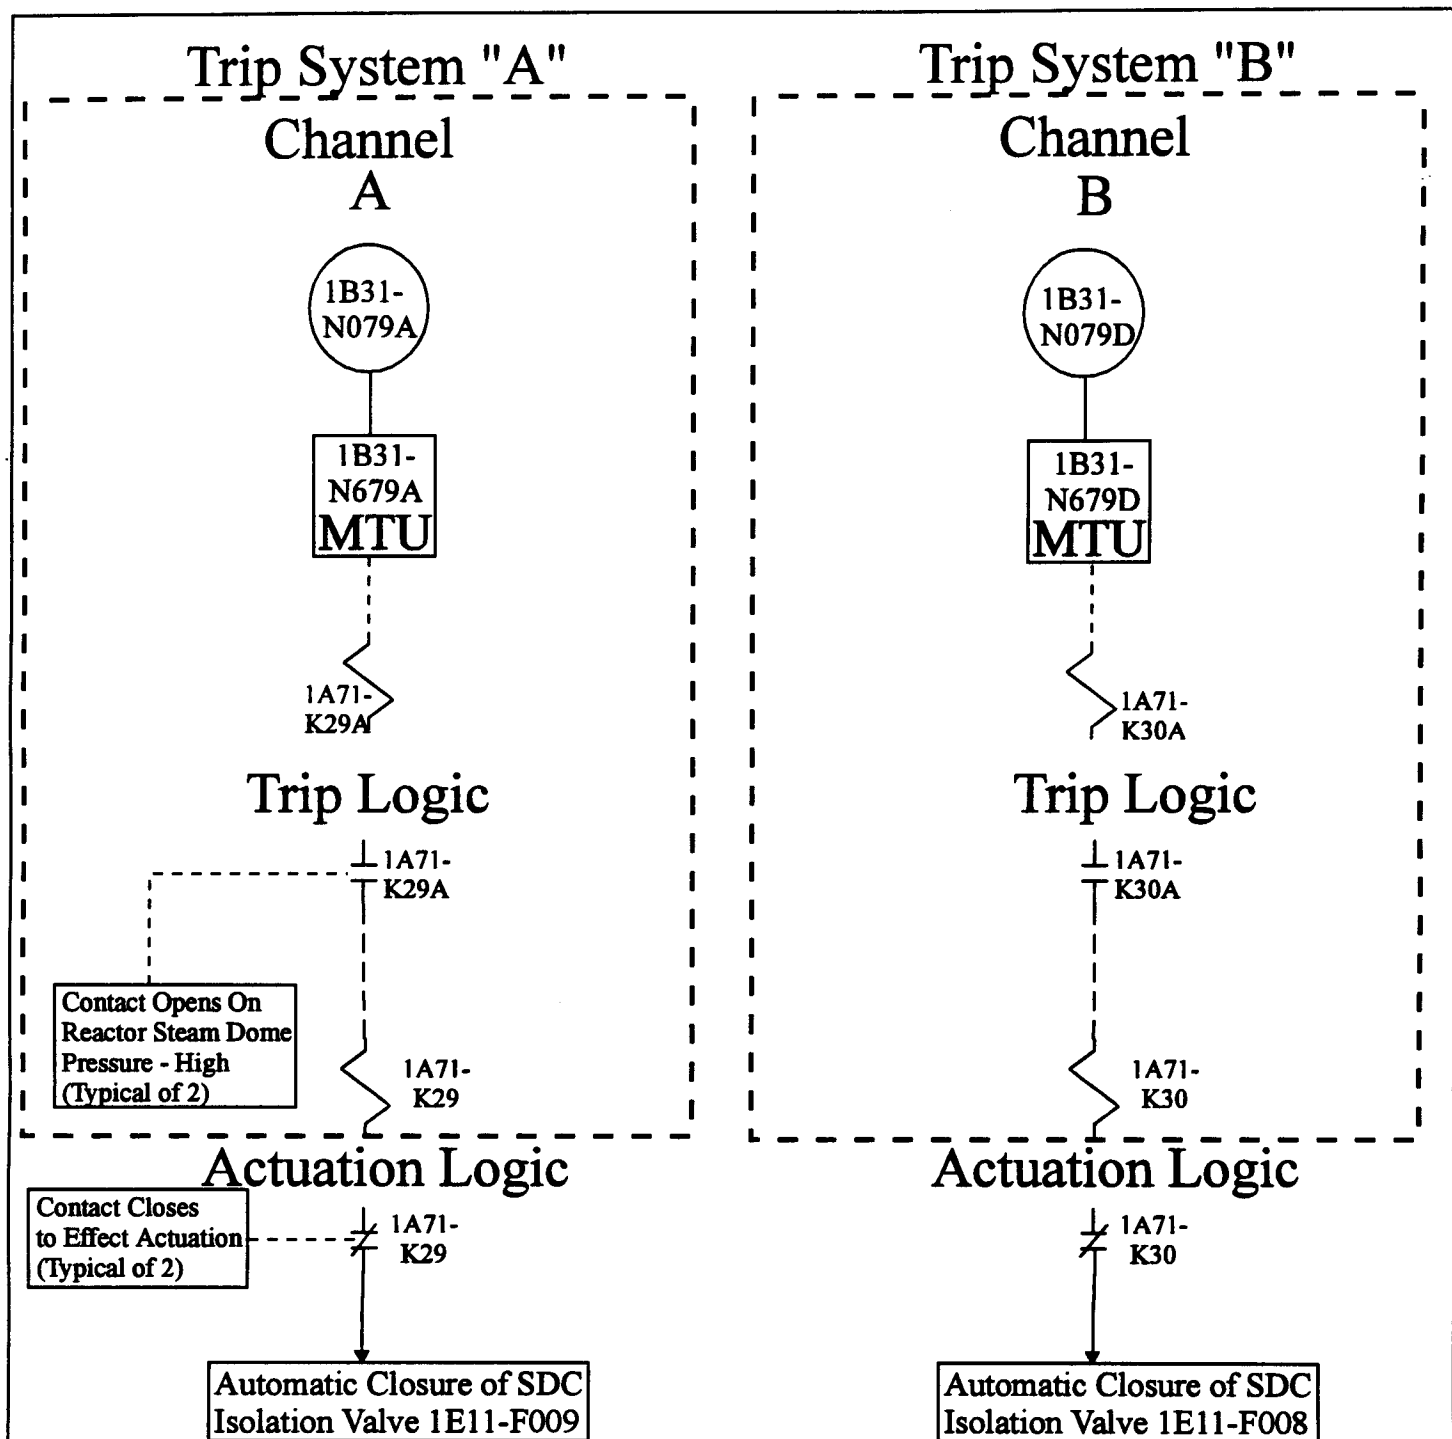 Trip System "A"
Channel
A
1B31-
N079A
1B31-
N679A
MTU
1A71-
K29A
Trip Logic
1A71-
K29A
Contact Opens On
Reactor Steam Dome
Pressure - High
(Typical of 2)
1A71-
K29
Actuation Logic
Contact Closes
to Effect Actuation
(Typical of 2)
1A71-
K29
Automatic Closure of SDC
Isolation Valve 1E11-F009
Trip System "B"
Channel
B
1B31-
N079D
1B31-
N679D
MTU
1A71-
K30A
Trip Logic
1A71-
K30A
1A71-
K30
Actuation Logic
1A71-
K30
Automatic Closure of SDC
Isolation Valve 1E11-F008